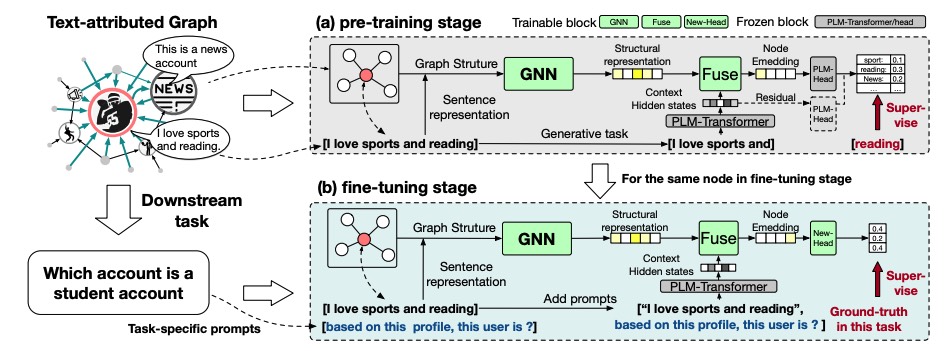 Text-attributed Graph
This is a news
account
NEWS
I love sports
and reading.
Downstream
task
Which account is a
student account
Task-specific prompts
(a) pre-training stage
Trainable block
GNN
Fuse
New-Head
Frozen block
PLM-Transformer/head
Graph Struture
GNN
Structural
representation
Fuse
Node
Emedding
PLM-
Head
sport: 0.1
reading: 0.3
News: 0.2
... ...
Sentence
representation
Context
Hidden states
Residual
PLM-
Head
PLM-Transformer
Super-
vise
Generative task
[I love sports and reading]
[I love sports and]
[reading]
For the same node in fine-tuning stage
(b) fine-tuning stage
Graph Struture
GNN
Structural
representation
Fuse
Node
Emedding
New-
Head
0.4
0.2
0.4
Sentence
representation
Context
Hidden states
PLM-Transformer
Super-
vise
Add prompts
[I love sports and reading]
[based on this profile, this user is ?]
["I love sports and reading",
based on this profile, this user is ? ]
Ground-truth
in this task